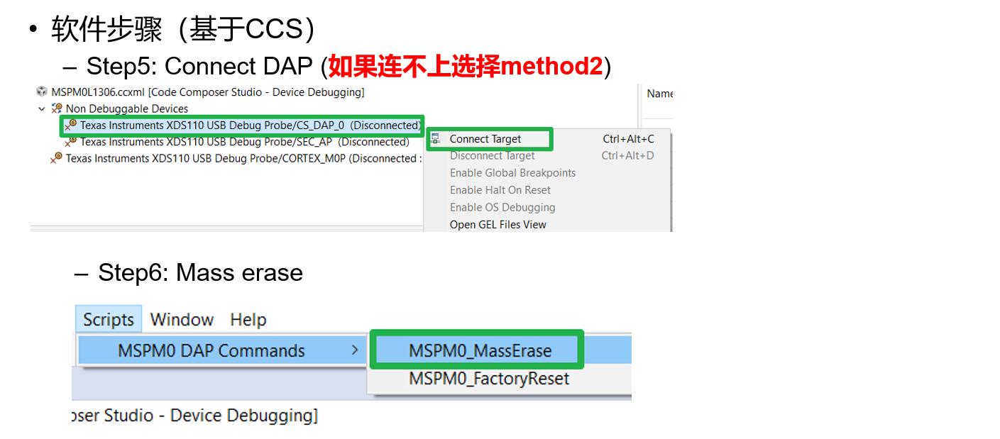 • 软件步骤（基于CCS）
– Step5: Connect DAP (如果连不上选择method2)
MSPM0L1306.ccxml [Code Composer Studio - Device Debugging]
Name
Non Debuggable Devices
Texas Instruments XDS110 USB Debug Probe/CS_DAP_0 (Disconnected)
Texas Instruments XDS110 USB Debug Probe/SEC_AP (Disconnected)
Texas Instruments XDS110 USB Debug Probe/CORTEX_M0P (Disconnected :
Connect Target Ctrl+Alt+C
Disconnect Target Ctrl+Alt+D
Enable Global Breakpoints
Enable Halt On Reset
Enable OS Debugging
Open GEL Files View
– Step6: Mass erase
Scripts Window Help
MSPM0 DAP Commands > MSPM0_MassErase
MSPM0_FactoryReset
oser Studio - Device Debugging]